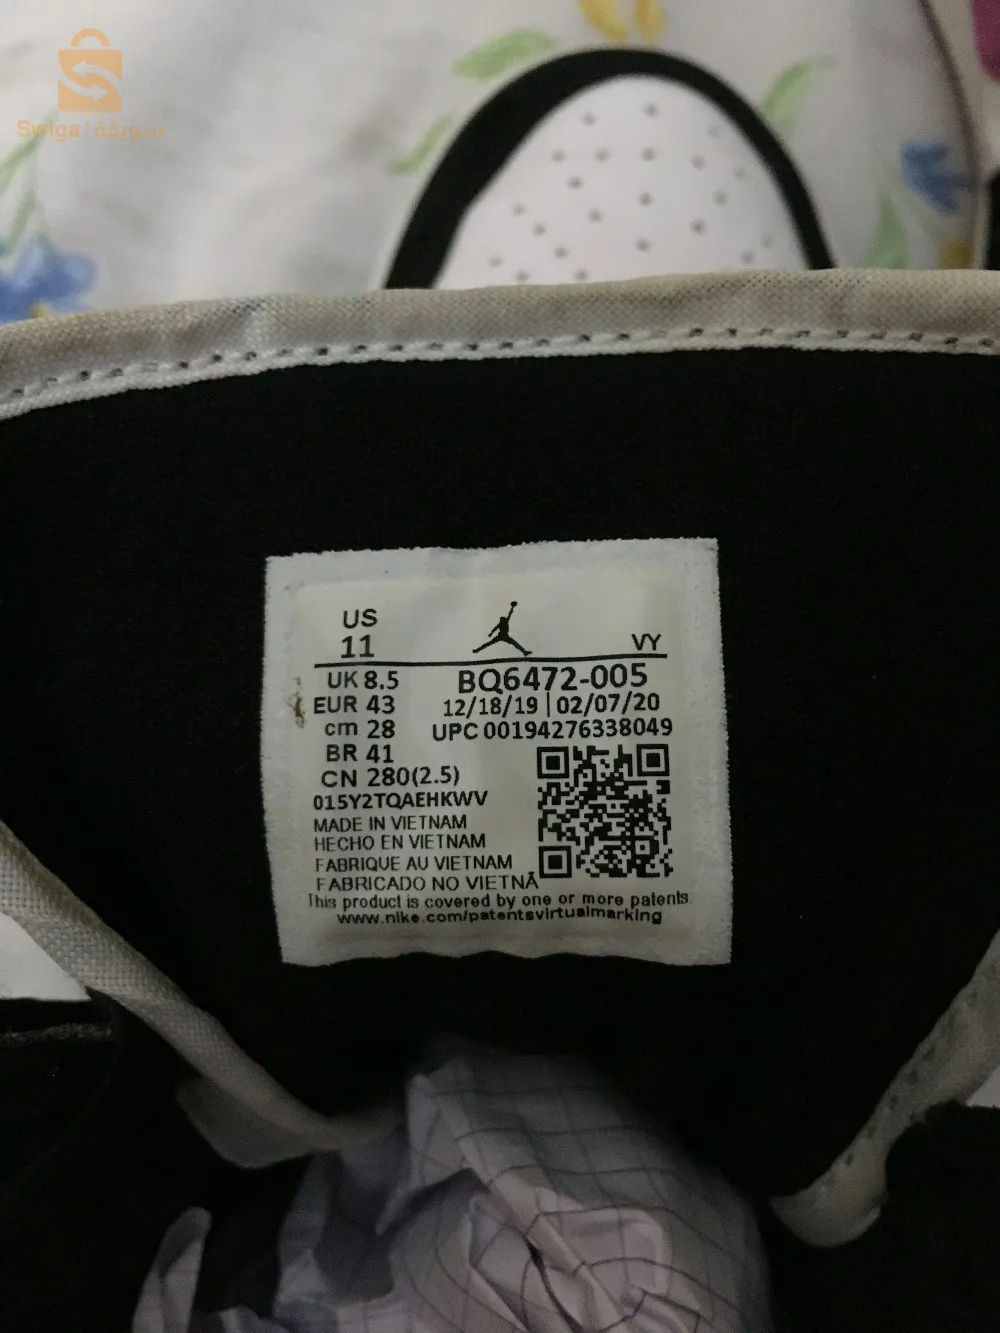 Swiqa | سويقة
US
11
VY
UK 8.5
BQ6472-005
EUR 43
12/18/19 | 02/07/20
cm 28
UPC 00194276338049
BR 41
CN 280(2.5)
015Y2TQAEHKWV
MADE IN VIETNAM
HECHO EN VIETNAM
FABRIQUE AU VIETNAM
FABRICADO NO VIETNÃ
This product is covered by one or more patents.
www.nike.com/patentsvirtualmarking